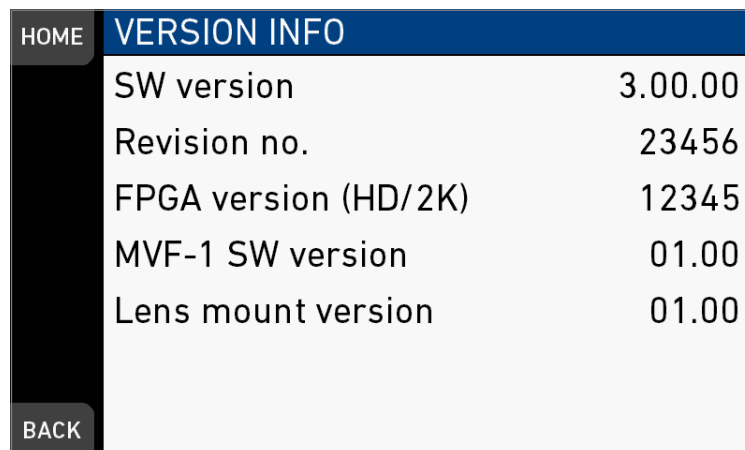 HOME VERSION INFO
SW version 3.00.00
Revision no. 23456
FPGA version (HD/2K) 12345
MVF-1 SW version 01.00
Lens mount version 01.00
BACK